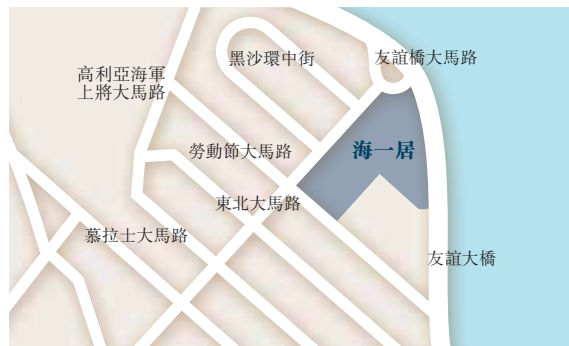 黑沙環中街
友誼橋大馬路
高利亞海軍
上將大馬路
勞動節大馬路
海一居
東北大馬路
慕拉士大馬路
友誼大橋